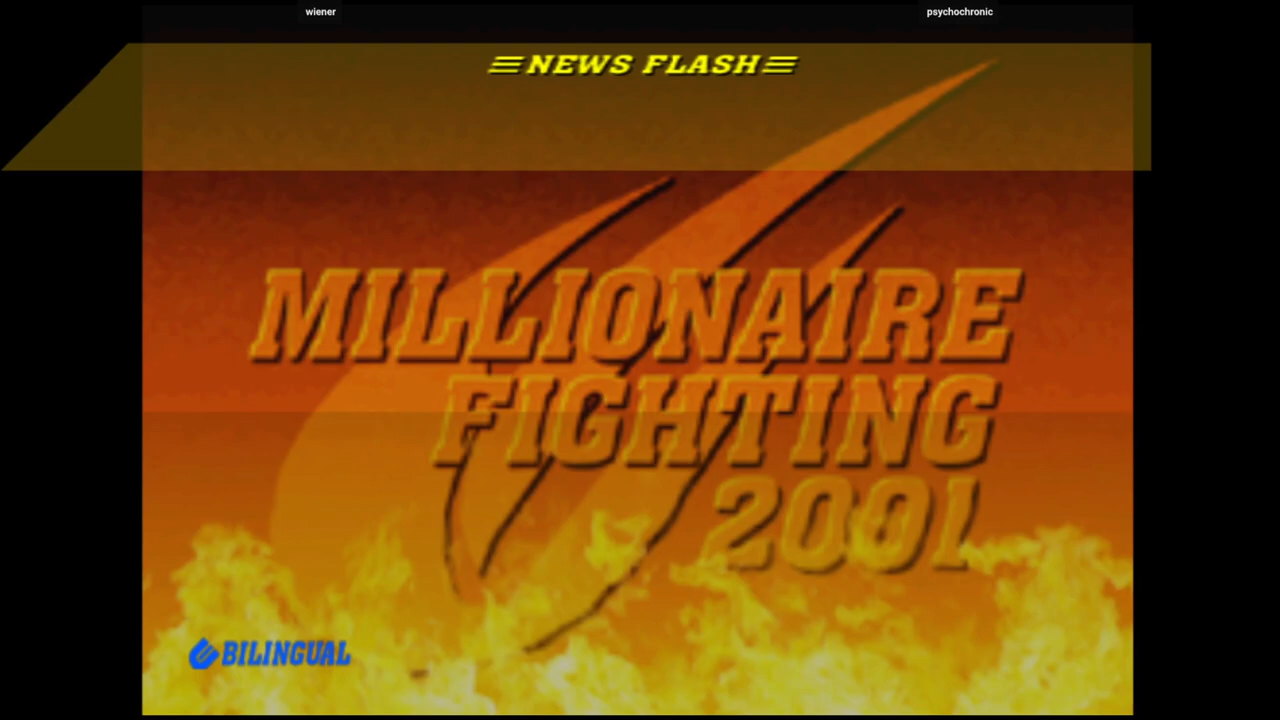 wiener
psychochronic
NEWS FLASH
MILLIONAIRE
FIGHTING
2001
BILINGUAL